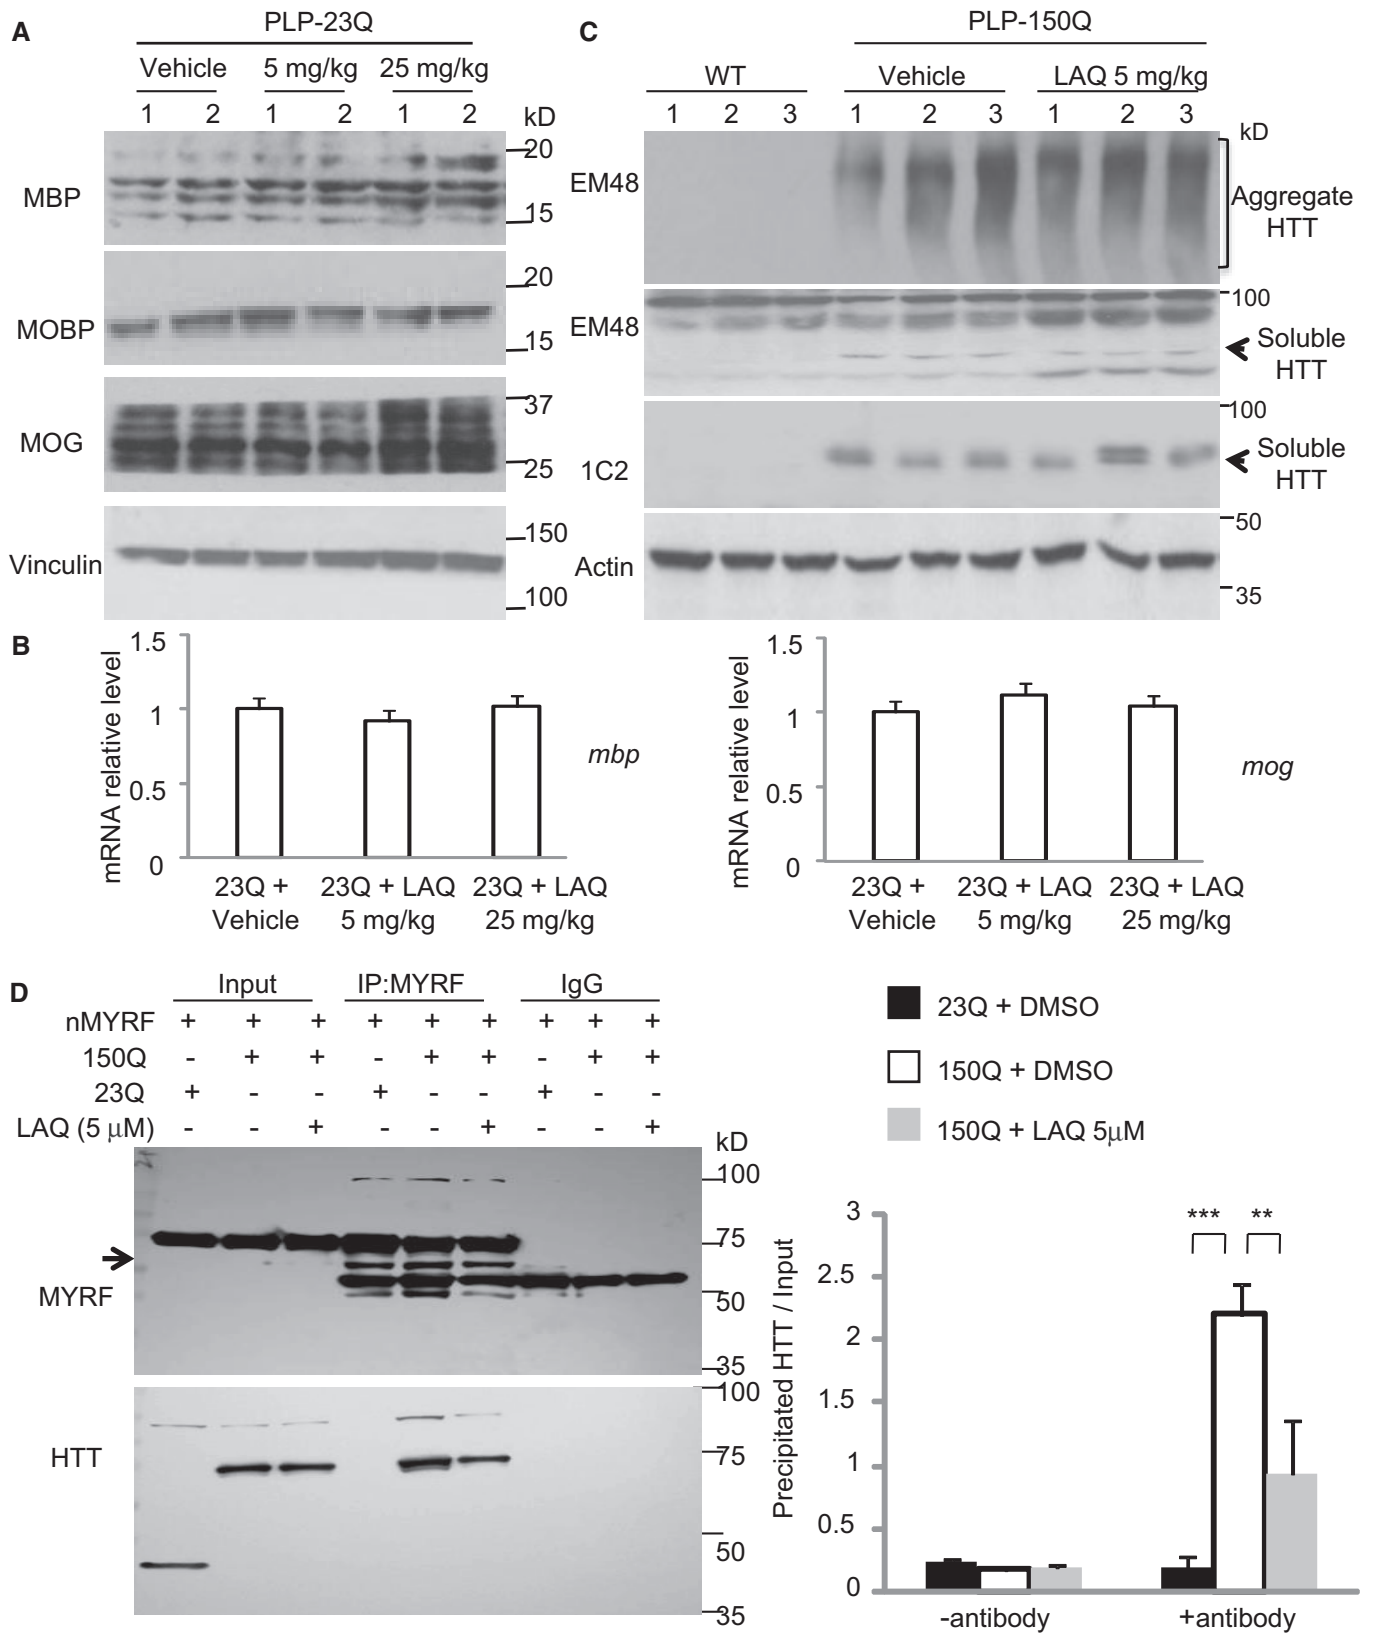 A
PLP-23Q
Vehicle 5 mg/kg 25 mg/kg
1 2 1 2 1 2 kD
MBP
20
15
MOBP
20
15
MOG
37
25
Vinculin
150
100
C
PLP-150Q
WT Vehicle LAQ 5 mg/kg
1 2 3 1 2 3 1 2 3
kD
EM48
Aggregate
HTT
EM48
100
Soluble
HTT
1C2
100
Soluble
HTT
Actin
50
35
B
mRNA relative level
1.5
1
0.5
0
mbp
23Q + 23Q + LAQ 23Q + LAQ
Vehicle 5 mg/kg 25 mg/kg
mRNA relative level
1.5
1
0.5
0
mog
23Q + 23Q + LAQ 23Q + LAQ
Vehicle 5 mg/kg 25 mg/kg
D
Input IP:MYRF IgG
nMYRF + + + + + + + + +
150Q - + + - + + - + +
23Q + - - + - - + - -
LAQ (5 µM) - - + - - + - - +
kD
100
75
MYRF
50
35
100
HTT
75
50
35
23Q + DMSO
150Q + DMSO
150Q + LAQ 5µM
Precipitated HTT / Input
3
2.5
2
1.5
1
0.5
0
*** **
-antibody +antibody